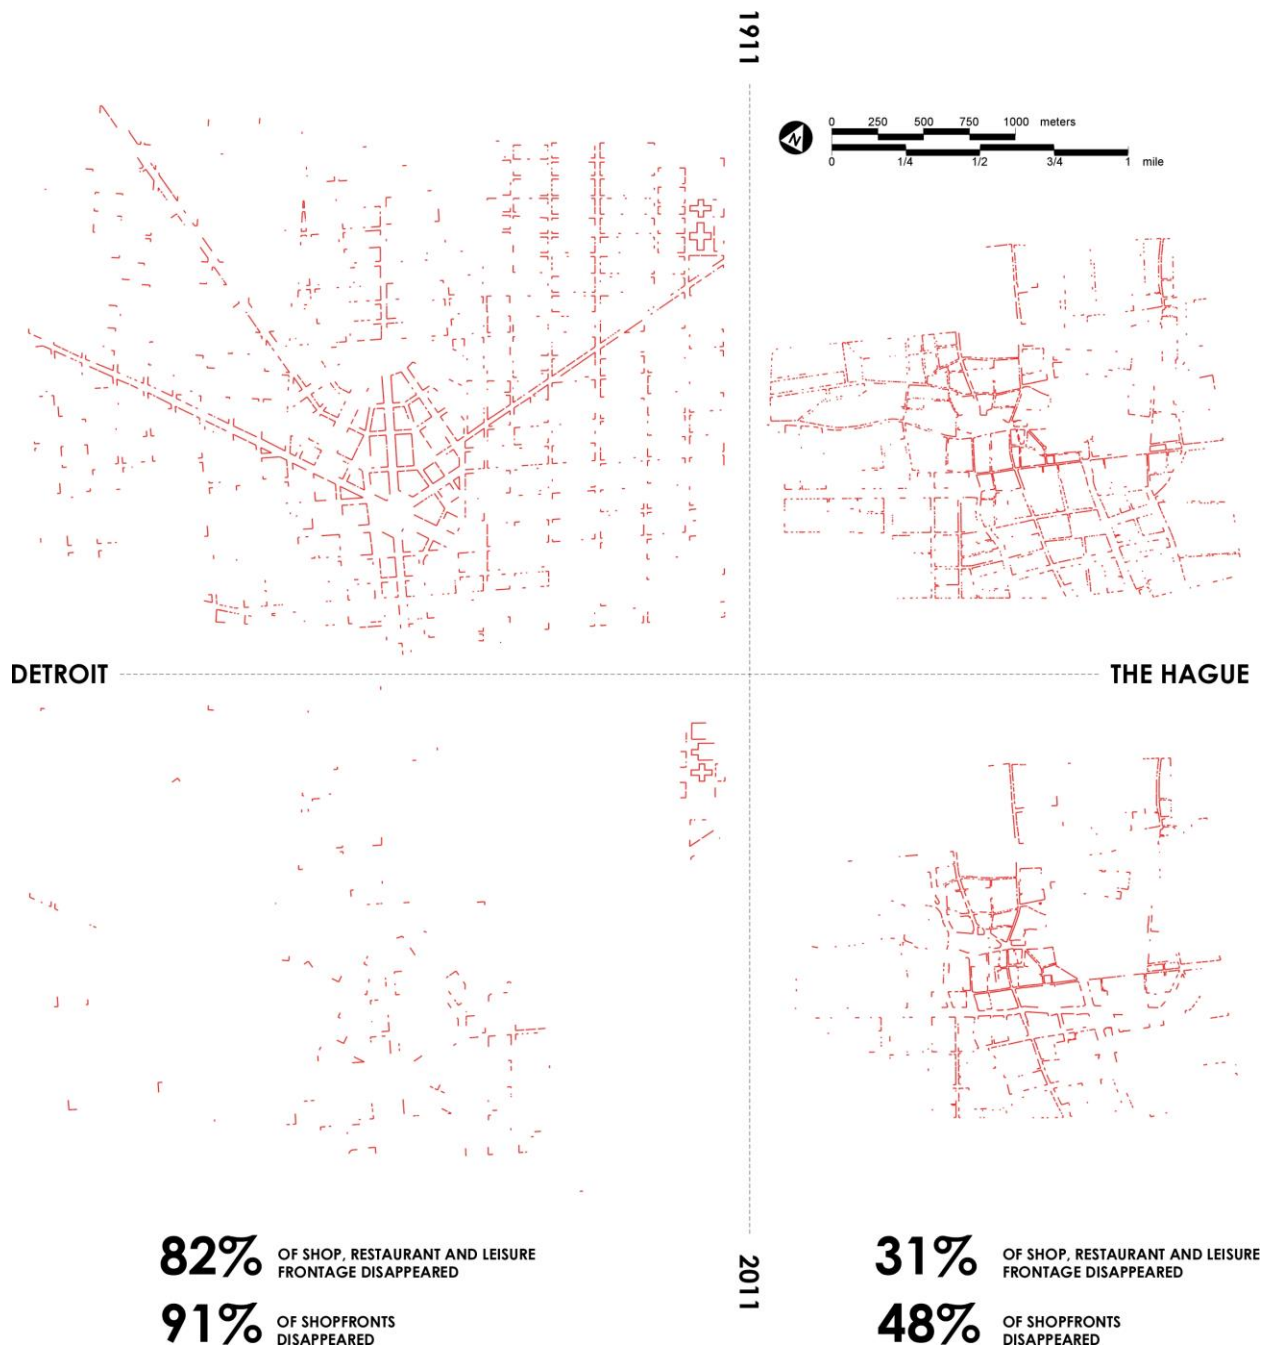 1911
N
0 250 500 750 1000 meters
0 1/4 1/2 3/4 1 mile
DETROIT
THE HAGUE
82% OF SHOP, RESTAURANT AND LEISURE
FRONTAGE DISAPPEARED
91% OF SHOPFRONTS
DISAPPEARED
2011
31% OF SHOP, RESTAURANT AND LEISURE
FRONTAGE DISAPPEARED
48% OF SHOPFRONTS
DISAPPEARED